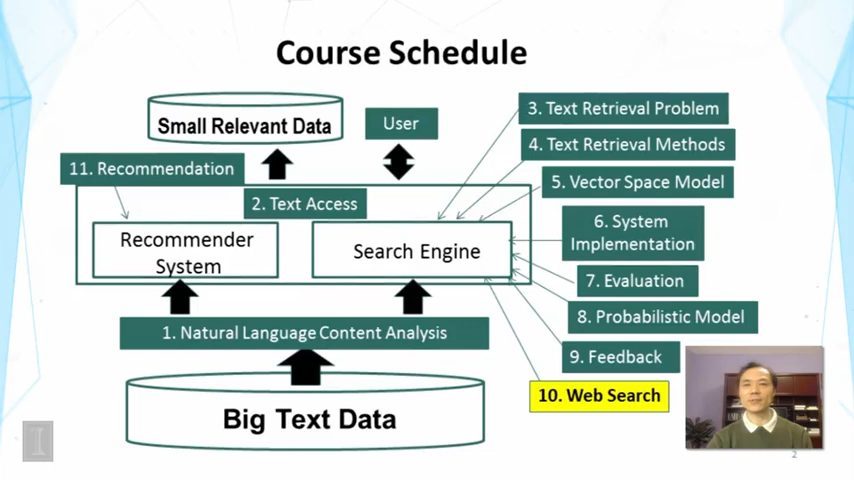 Course Schedule
Small Relevant Data
User
3. Text Retrieval Problem
4. Text Retrieval Methods
11. Recommendation
5. Vector Space Model
2. Text Access
6. System
Implementation
Recommender
System
Search Engine
7. Evaluation
8. Probabilistic Model
1. Natural Language Content Analysis
9. Feedback
10. Web Search
Big Text Data
I
2